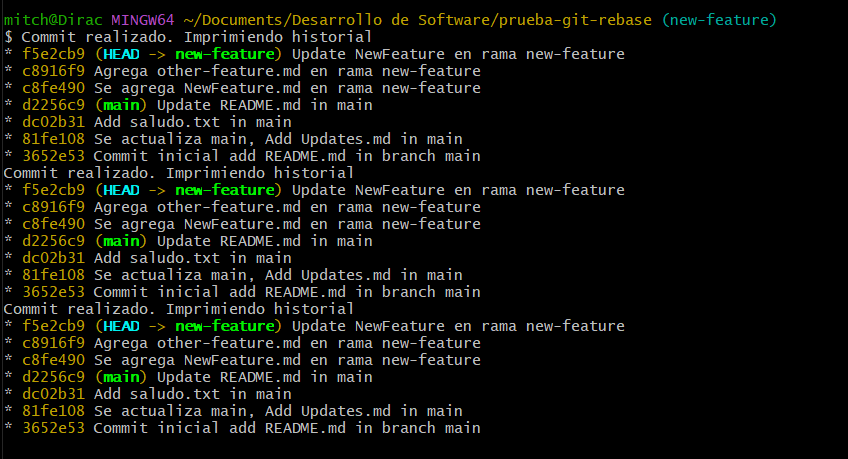 mitch@Dirac MINGW64 ~/Documents/Desarrollo de Software/prueba-git-rebase (new-feature)
$ Commit realizado. Imprimiendo historial
* f5e2cb9 (HEAD -> new-feature) Update NewFeature en rama new-feature
* c8916f9 Agrega other-feature.md en rama new-feature
* c8fe490 Se agrega NewFeature.md en rama new-feature
* d2256c9 (main) Update README.md in main
* dc02b31 Add saludo.txt in main
* 81fe108 Se actualiza main, Add Updates.md in main
* 3652e53 Commit inicial add README.md in branch main
Commit realizado. Imprimiendo historial
* f5e2cb9 (HEAD -> new-feature) Update NewFeature en rama new-feature
* c8916f9 Agrega other-feature.md en rama new-feature
* c8fe490 Se agrega NewFeature.md en rama new-feature
* d2256c9 (main) Update README.md in main
* dc02b31 Add saludo.txt in main
* 81fe108 Se actualiza main, Add Updates.md in main
* 3652e53 Commit inicial add README.md in branch main
Commit realizado. Imprimiendo historial
* f5e2cb9 (HEAD -> new-feature) Update NewFeature en rama new-feature
* c8916f9 Agrega other-feature.md en rama new-feature
* c8fe490 Se agrega NewFeature.md en rama new-feature
* d2256c9 (main) Update README.md in main
* dc02b31 Add saludo.txt in main
* 81fe108 Se actualiza main, Add Updates.md in main
* 3652e53 Commit inicial add README.md in branch main